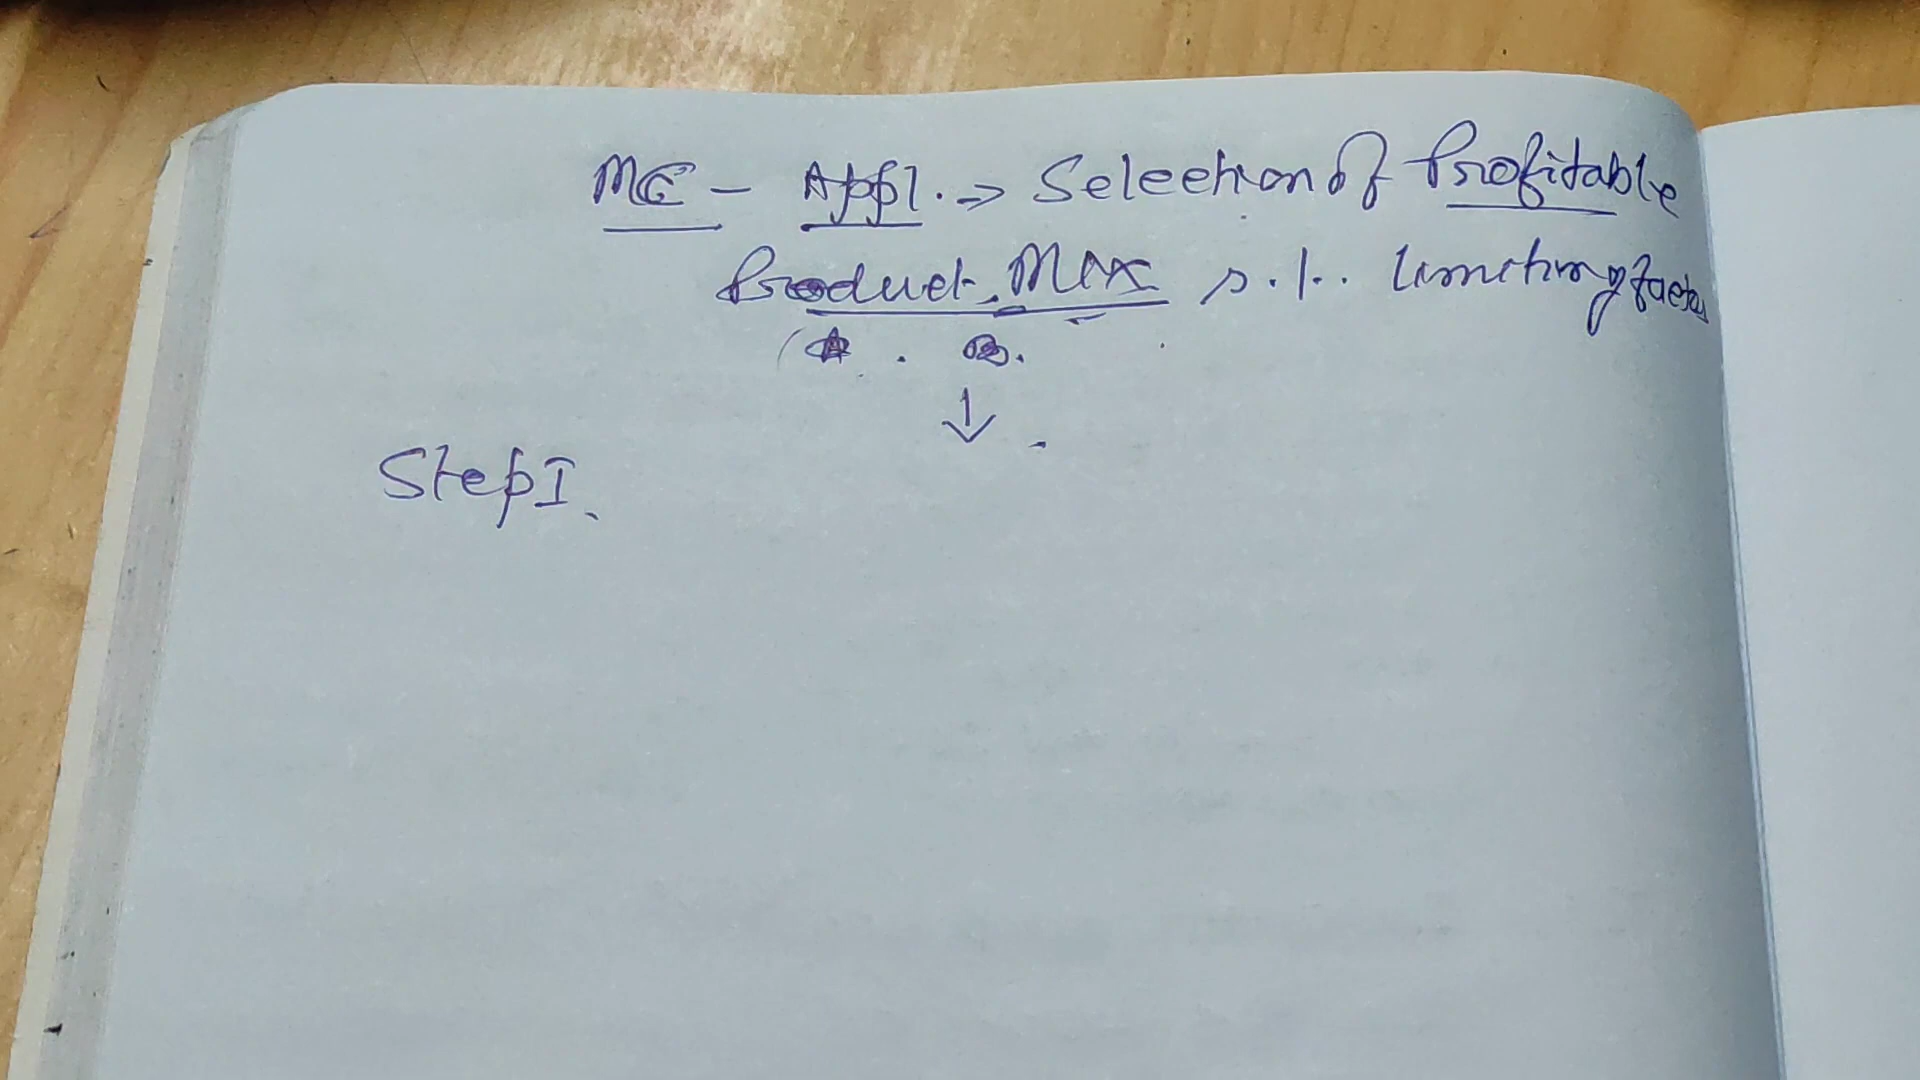 MC - Appl. → Selection of Profitable
Product Mix s.t. limiting factor
(A . B.
↓
Step I.